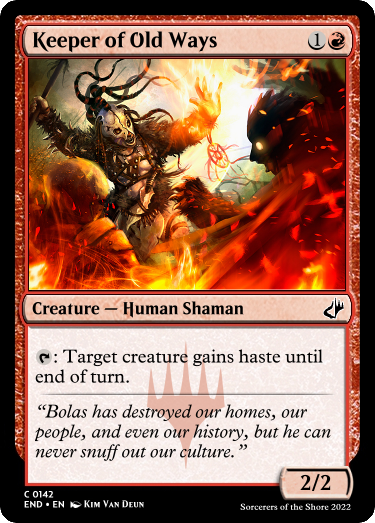 Keeper of Old Ways 1
Creature — Human Shaman
: Target creature gains haste until
end of turn.
“Bolas has destroyed our homes, our
people, and even our history, but he can
never snuff out our culture.”
2/2
C 0142
END • EN Kim Van Deun
Sorcerers of the Shore 2022